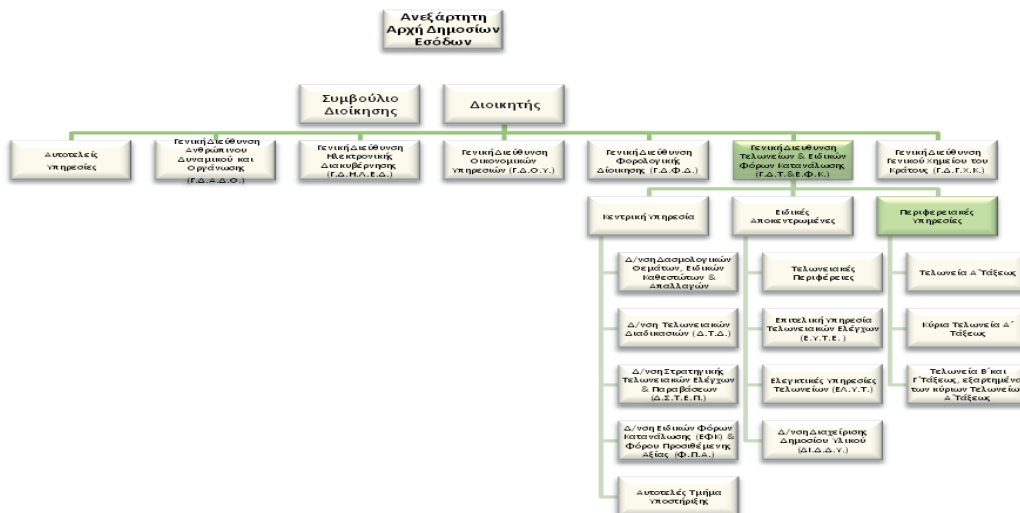 Ανεξάρτητη
Αρχή Δημοσίων
Εσόδων
Συμβούλιο
Διοίκησης
Διοικητής
Αυτοτελείς
Υπηρεσίες
Γενική Διεύθυνση
Ανθρώπινου
Δυναμικού και
Οργάνωσης
(Γ.Δ.Α.Δ.Ο.)
Γενική Διεύθυνση
Ηλεκτρονικής
Διακυβέρνησης
(Γ.Δ.ΗΛ.Ε.Δ.)
Γενική Διεύθυνση
Οικονομικών
Υπηρεσιών (Γ.Δ.Ο.Υ.)
Γενική Διεύθυνση
Φορολογικής
Διοίκησης (Γ.Δ.Φ.Δ.)
Γενική Διεύθυνση
Τελωνείων & Ειδικών
Φόρων Κατανάλωσης
(Γ.Δ.Τ.&Ε.Φ.Κ.)
Γενική Διεύθυνση
Γενικού Χημείου του
Κράτους (Γ.Δ.Γ.Χ.Κ.)
Κεντρική Υπηρεσία
Ειδικές
Αποκεντρωμένες
Περιφερειακές
Υπηρεσίες
Δ/νση Δασμολογικών
Θεμάτων, Ειδικών
Καθεστώτων &
Απαλλαγών
Τελωνειακές
Περιφέρειες
Τελωνεία Α΄Τάξεως
Δ/νση Τελωνειακών
Διαδικασιών (Δ.Τ.Δ.)
Επιτελική Υπηρεσία
Τελωνειακών Ελέγχων
(Ε.Υ.Τ.Ε. )
Κύρια Τελωνεία Α΄
Τάξεως
Δ/νση Στρατηγικής
Τελωνειακών Ελέγχων
& Παραβάσεων
(Δ.Σ.Τ.Ε.Π.)
Ελεγκτικές Υπηρεσίες
Τελωνείων (ΕΛ.Υ.Τ.)
Τελωνεία Β΄και
Γ΄Τάξεως, εξαρτημένα
των κύριων Τελωνείων
Α΄Τάξεως
Δ/νση Ειδικών Φόρων
Κατανάλωσης (ΕΦΚ) &
Φόρου Προστιθέμενης
Αξίας (Φ.Π.Α.)
Δ/νση Διαχείρισης
Δημοσίου Υλικού
(ΔΙ.Δ.Δ.Υ.)
Αυτοτελές Τμήμα
Υποστήριξης